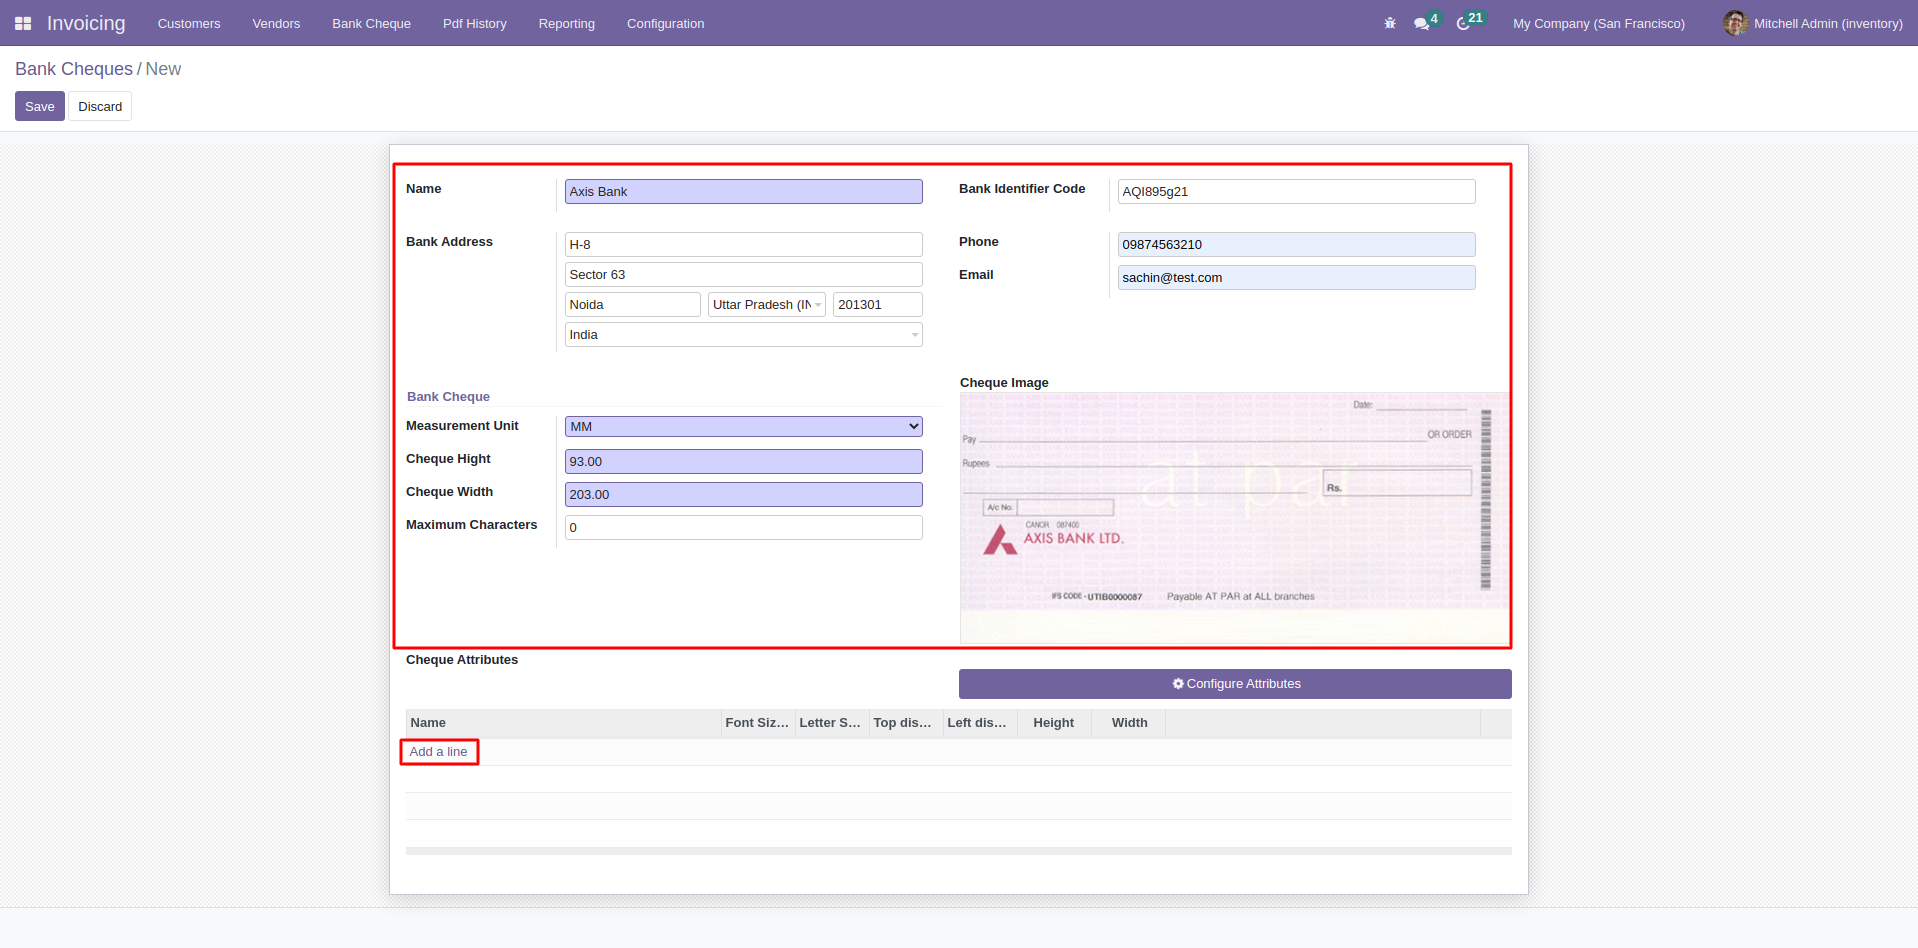 Invoicing Customers Vendors Bank Cheque Pdf History Reporting Configuration 4 21 My Company (San Francisco) Mitchell Admin (inventory)
Bank Cheques / New
Save Discard
Name Axis Bank
Bank Identifier Code AQI895g21
Bank Address H-8
Sector 63
Noida Uttar Pradesh (IN 201301
India
Phone 09874563210
Email sachin@test.com
Bank Cheque
Measurement Unit MM
Cheque Hight 93.00
Cheque Width 203.00
Maximum Characters 0
Cheque Image
Date:
Pay OR ORDER
Rupees
at par
Rs.
A/c No.
CANOR 087400
AXIS BANK LTD.
IFS CODE - UTIB0000087 Payable AT PAR at ALL branches
Cheque Attributes
Configure Attributes
Name Font Siz... Letter S... Top dis... Left dis... Height Width
Add a line